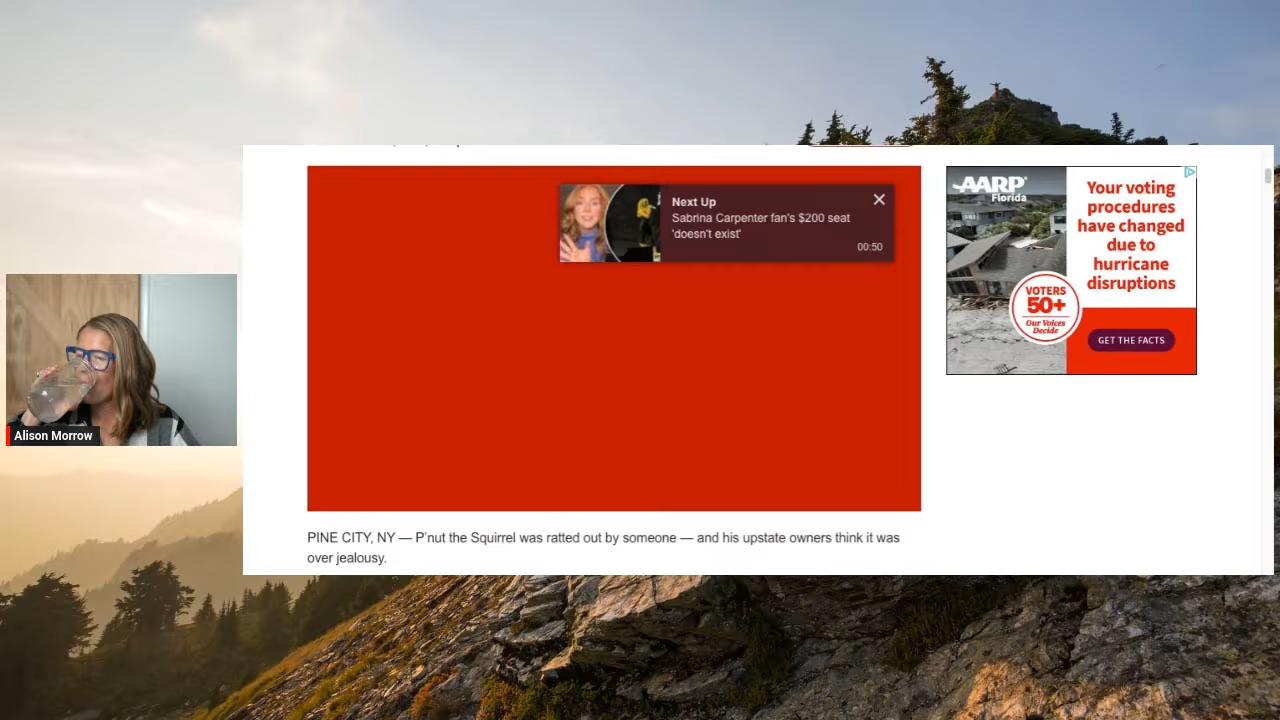 Next Up
Sabrina Carpenter fan's $200 seat
'doesn't exist'
00:50
AARP®
Florida
Your voting
procedures
have changed
due to
hurricane
disruptions
VOTERS
50+
Our Voices
Decide
GET THE FACTS
Alison Morrow
PINE CITY, NY — P'nut the Squirrel was ratted out by someone — and his upstate owners think it was
over jealousy.